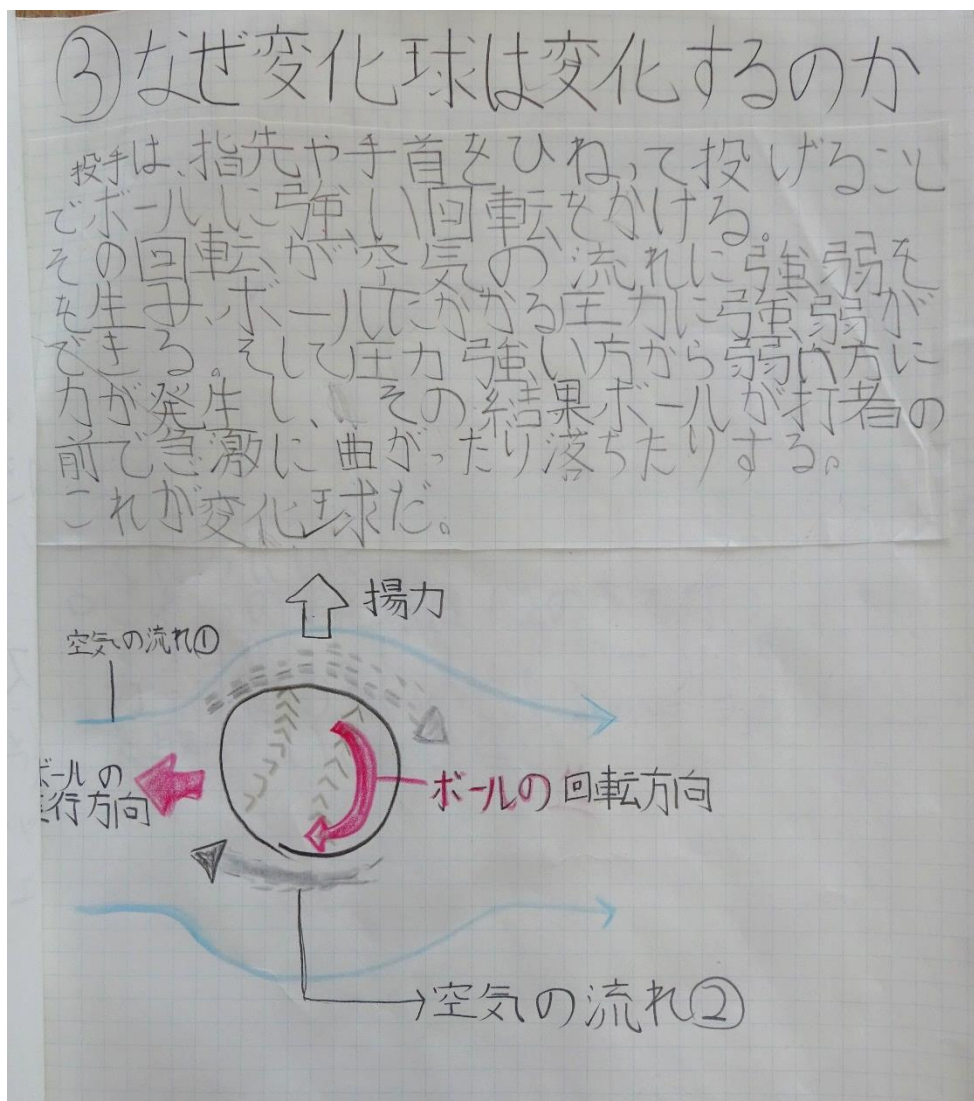 ③なぜ変化球は変化するのか
投手は、指先や手首をひねって投げること
でボールに強い回転をかける。
その回転が空気の流れに強弱を
を生み、ボールにかかる圧力に強弱が
できる。そして圧力強い方から弱い方に
力が発生し、その結果ボールが打者の
前で急激に曲がったり落ちたりする。
これが変化球だ。
揚力
空気の流れ①
ボールの
進行方向
ボールの回転方向
空気の流れ②